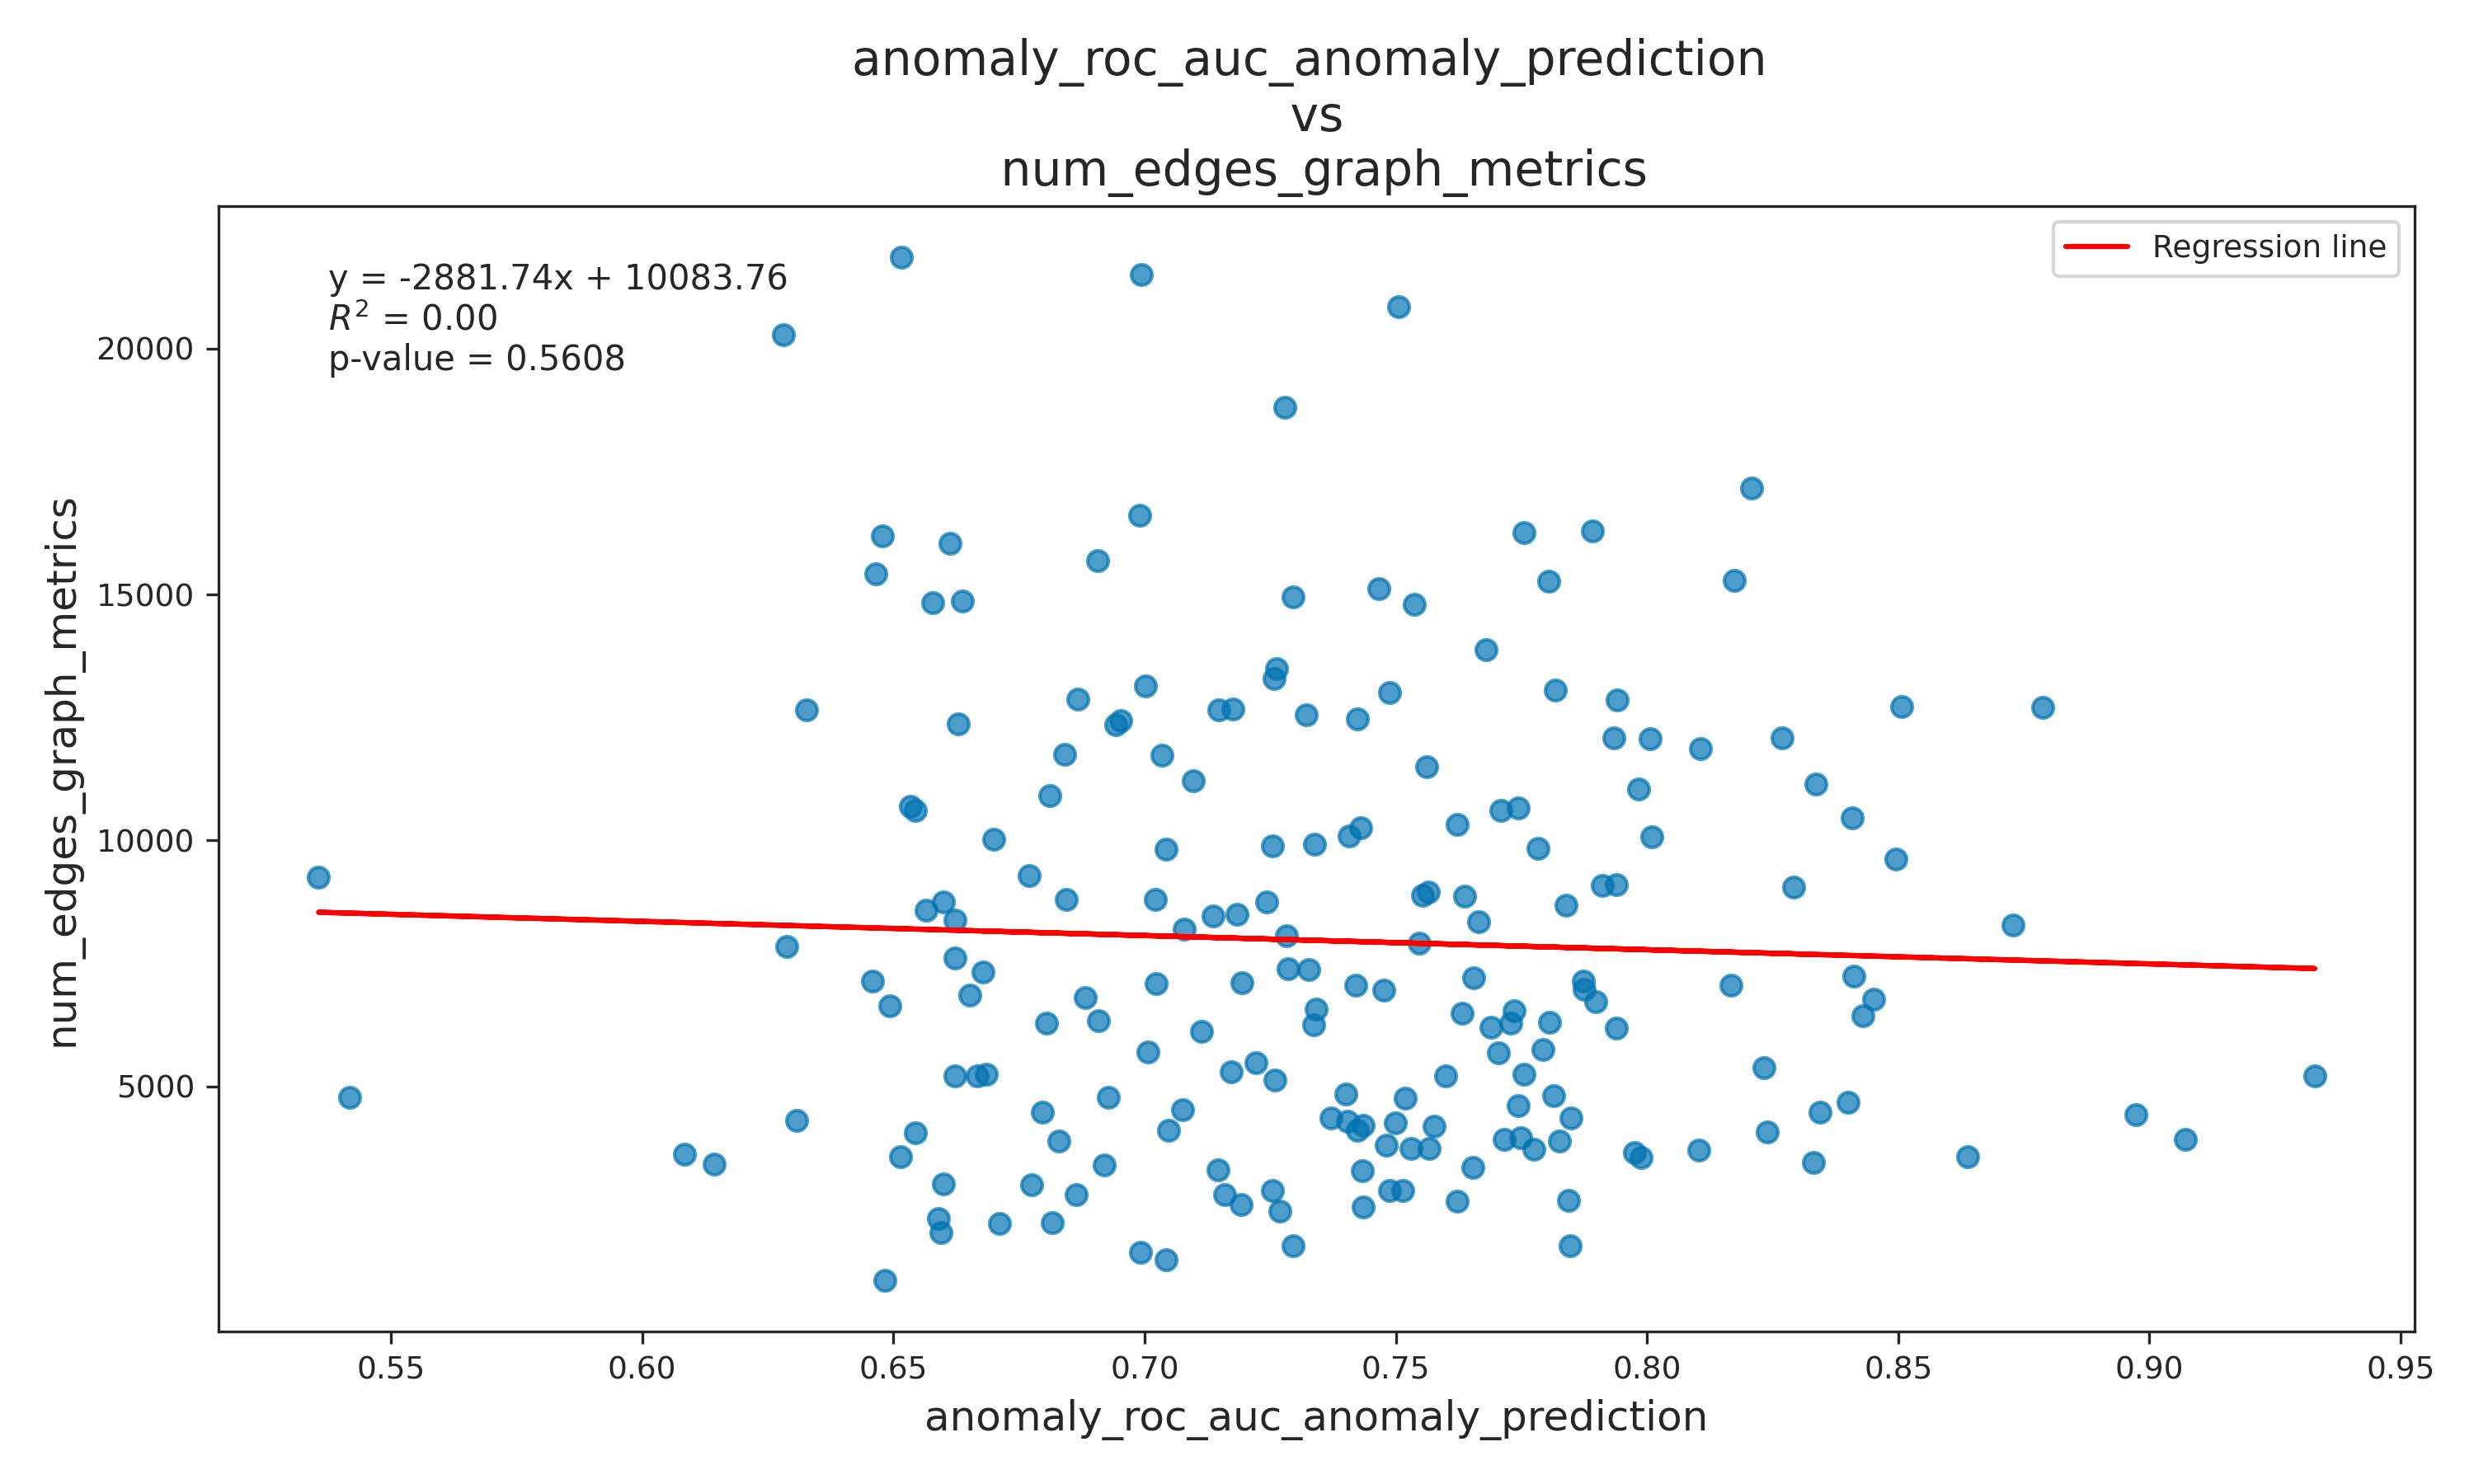 anomaly_roc_auc_anomaly_prediction
vs
num_edges_graph_metrics
y = -2881.74x + 10083.76
R² = 0.00
p-value = 0.5608
Regression line
num_edges_graph_metrics
20000
15000
10000
5000
0.55 0.60 0.65 0.70 0.75 0.80 0.85 0.90 0.95
anomaly_roc_auc_anomaly_prediction